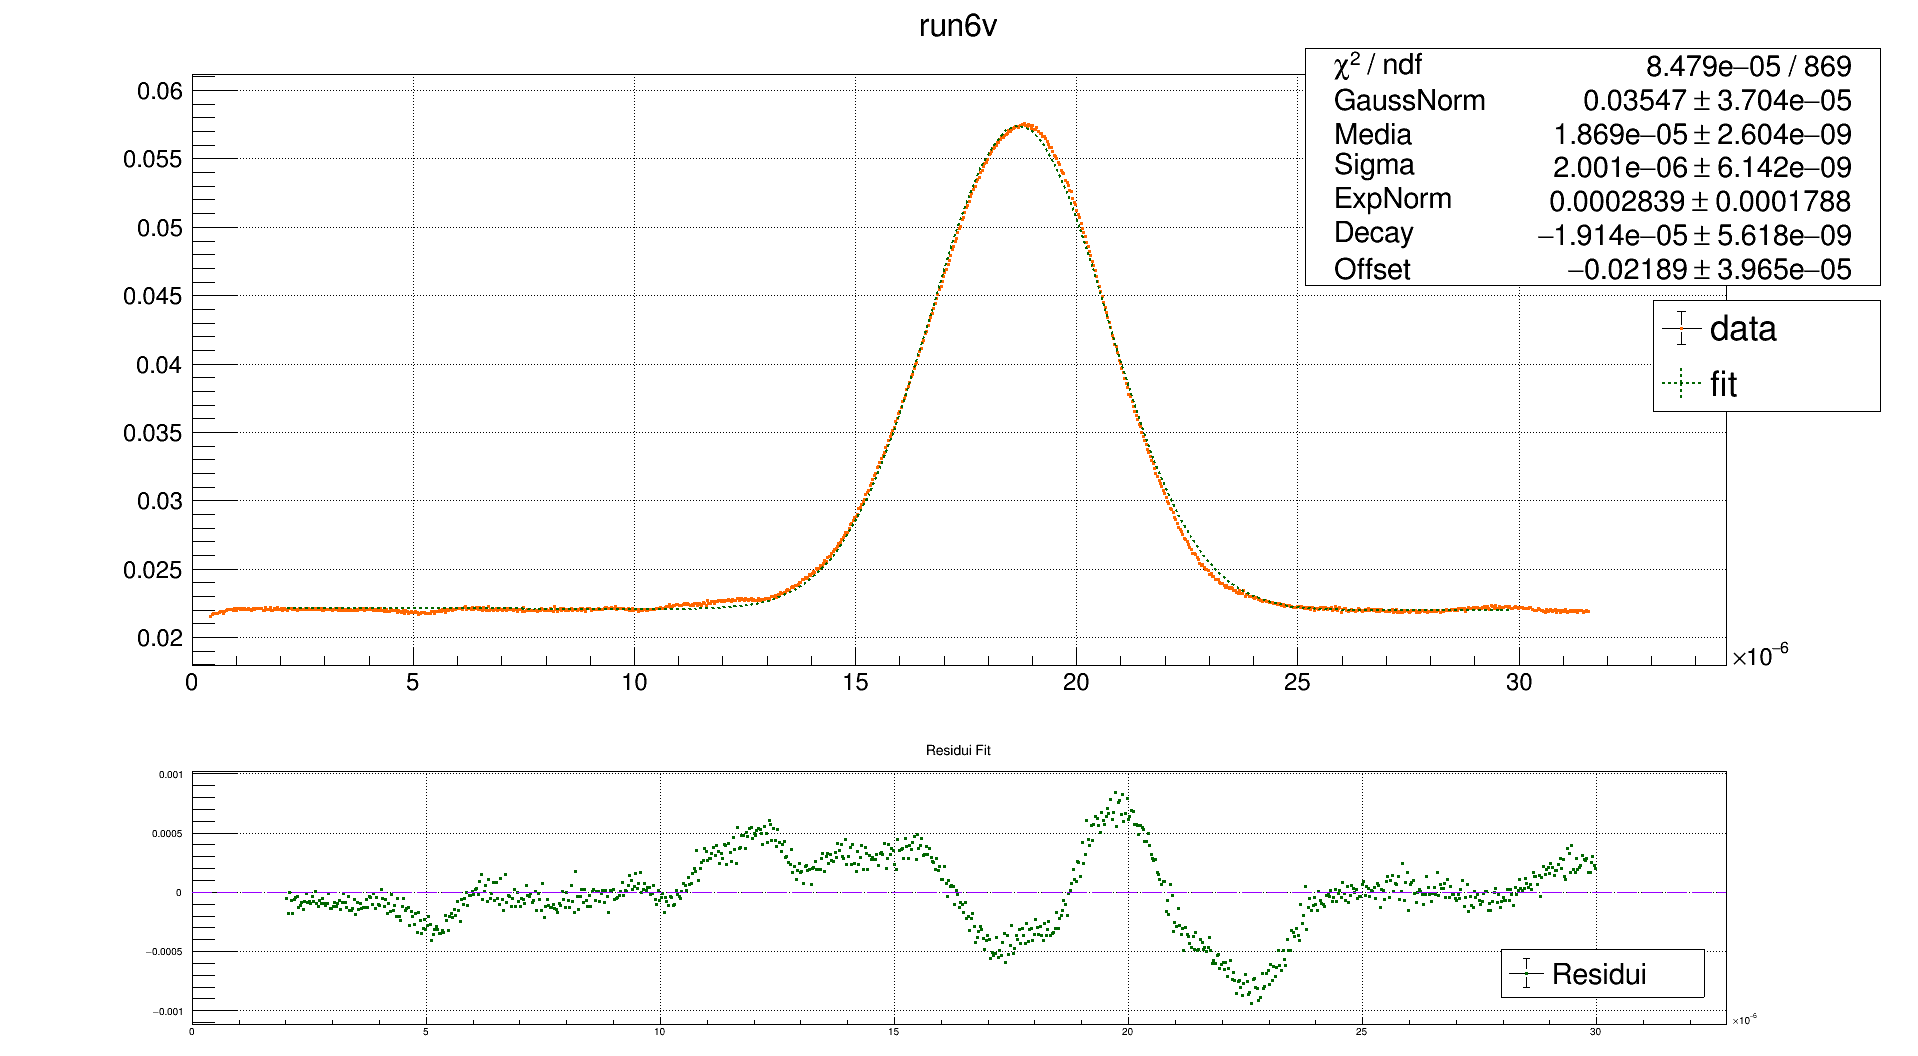 run6v
χ² / ndf 8.479e−05 / 869
GaussNorm 0.03547 ± 3.704e−05
Media 1.869e−05 ± 2.604e−09
Sigma 2.001e−06 ± 6.142e−09
ExpNorm 0.0002839 ± 0.0001788
Decay −1.914e−05 ± 5.618e−09
Offset −0.02189 ± 3.965e−05
data
fit
0.06
0.055
0.05
0.045
0.04
0.035
0.03
0.025
0.02
0 5 10 15 20 25 30
×10⁻⁶
Residui Fit
0.001
0.0005
0
−0.0005
−0.001
Residui
0 5 10 15 20 25 30
×10⁻⁶